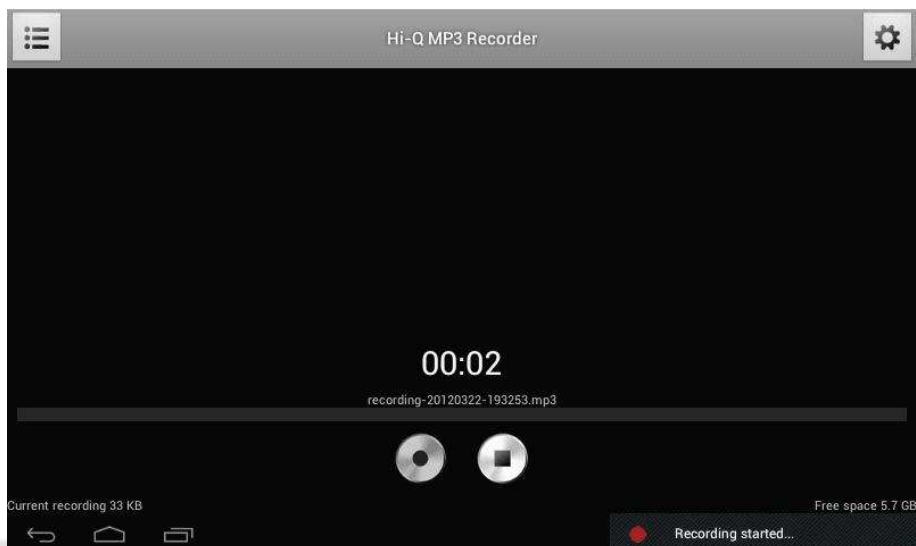 Hi-Q MP3 Recorder
00:02
recording-20120322-193253.mp3
Current recording 33 KB
Free space 5.7 GB
Recording started...